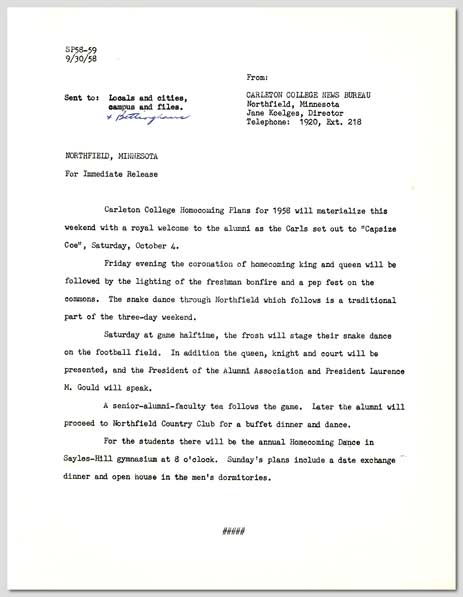 SP58-59
9/30/58
From:
Sent to: Locals and cities,
campus and files.
CARLETON COLLEGE NEWS BUREAU
Northfield, Minnesota
Jane Koelges, Director
Telephone: 1920, Ext. 218
NORTHFIELD, MINNESOTA
For Immediate Release
Carleton College Homecoming Plans for 1958 will materialize this
weekend with a royal welcome to the alumni as the Carls set out to "Capsize
Coe", Saturday, October 4.
Friday evening the coronation of homecoming king and queen will be
followed by the lighting of the freshman bonfire and a pep fest on the
commons. The snake dance through Northfield which follows is a traditional
part of the three-day weekend.
Saturday at game halftime, the frosh will stage their snake dance
on the football field. In addition the queen, knight and court will be
presented, and the President of the Alumni Association and President Laurence
M. Gould will speak.
A senior-alumni-faculty tea follows the game. Later the alumni will
proceed to Northfield Country Club for a buffet dinner and dance.
For the students there will be the annual Homecoming Dance in
Sayles-Hill gymnasium at 8 o'clock. Sunday's plans include a date exchange
dinner and open house in the men's dormitories.
#####